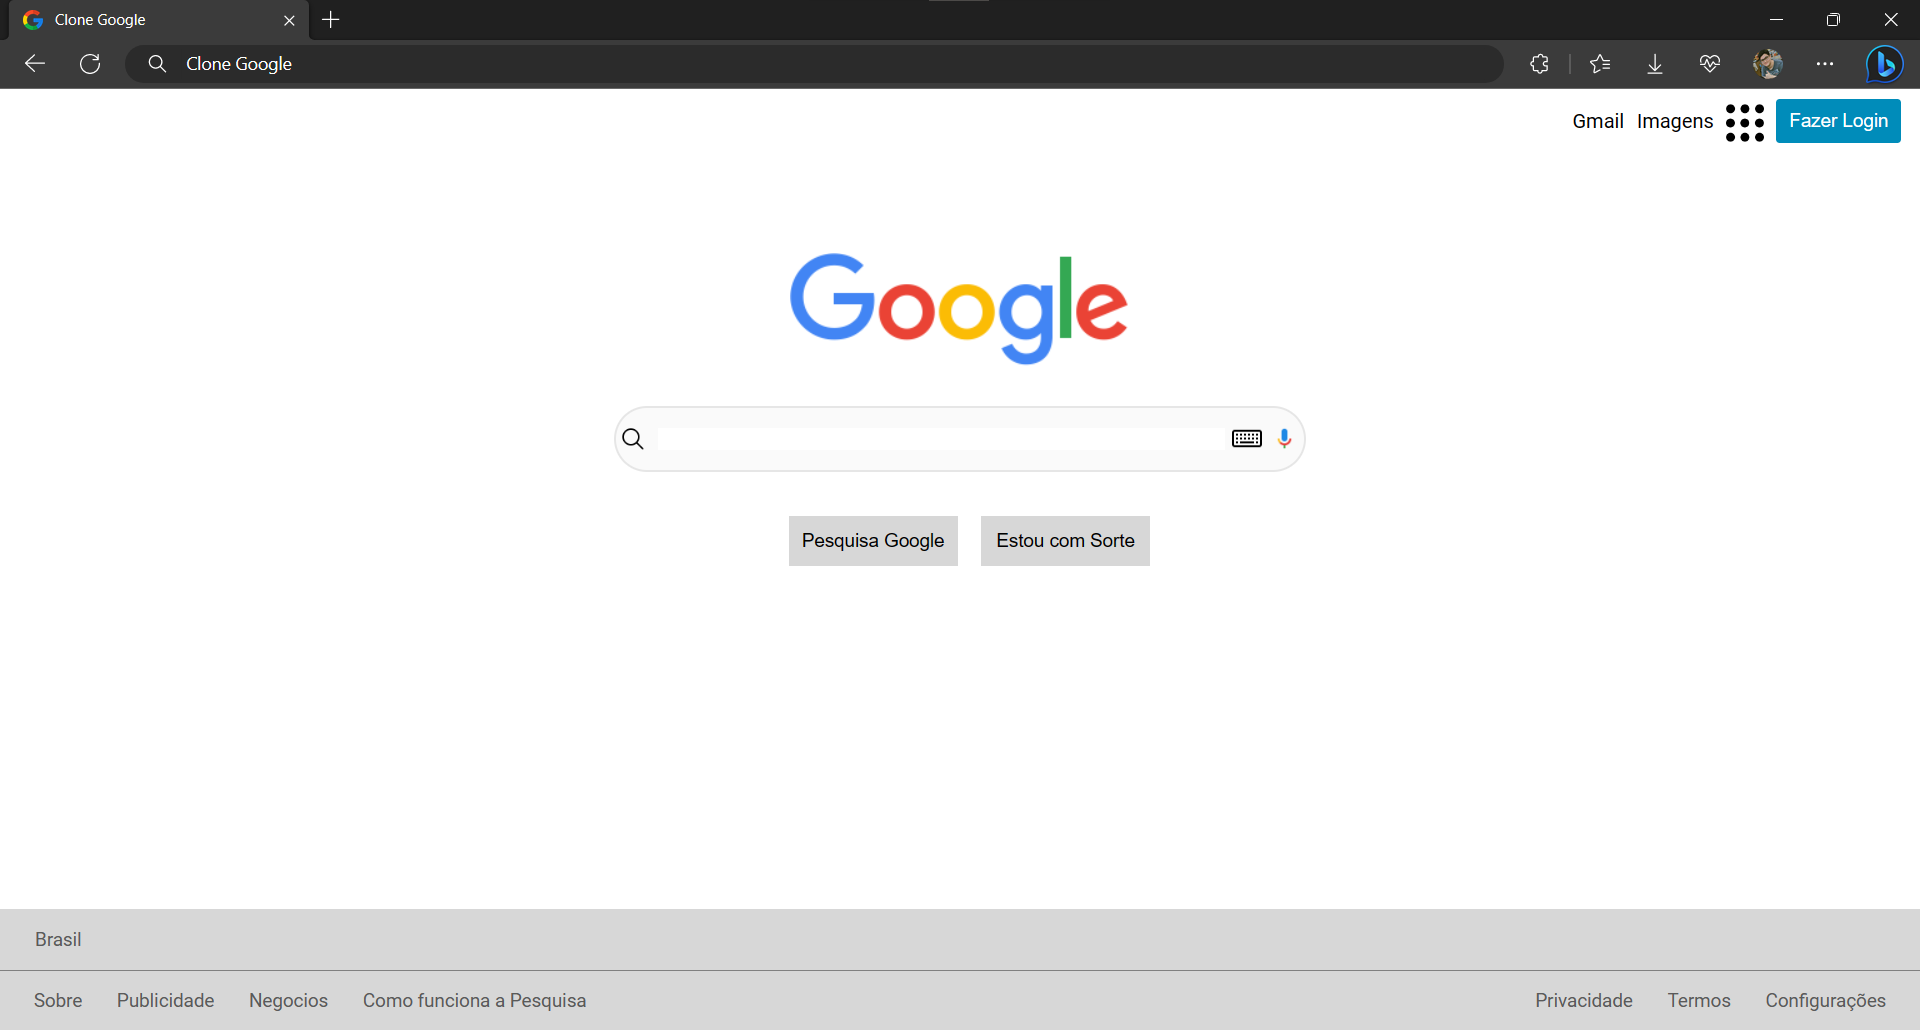 Clone Google
Clone Google
Gmail Imagens Fazer Login
Google
Pesquisa Google Estou com Sorte
Brasil
Sobre Publicidade Negocios Como funciona a Pesquisa Privacidade Termos Configurações